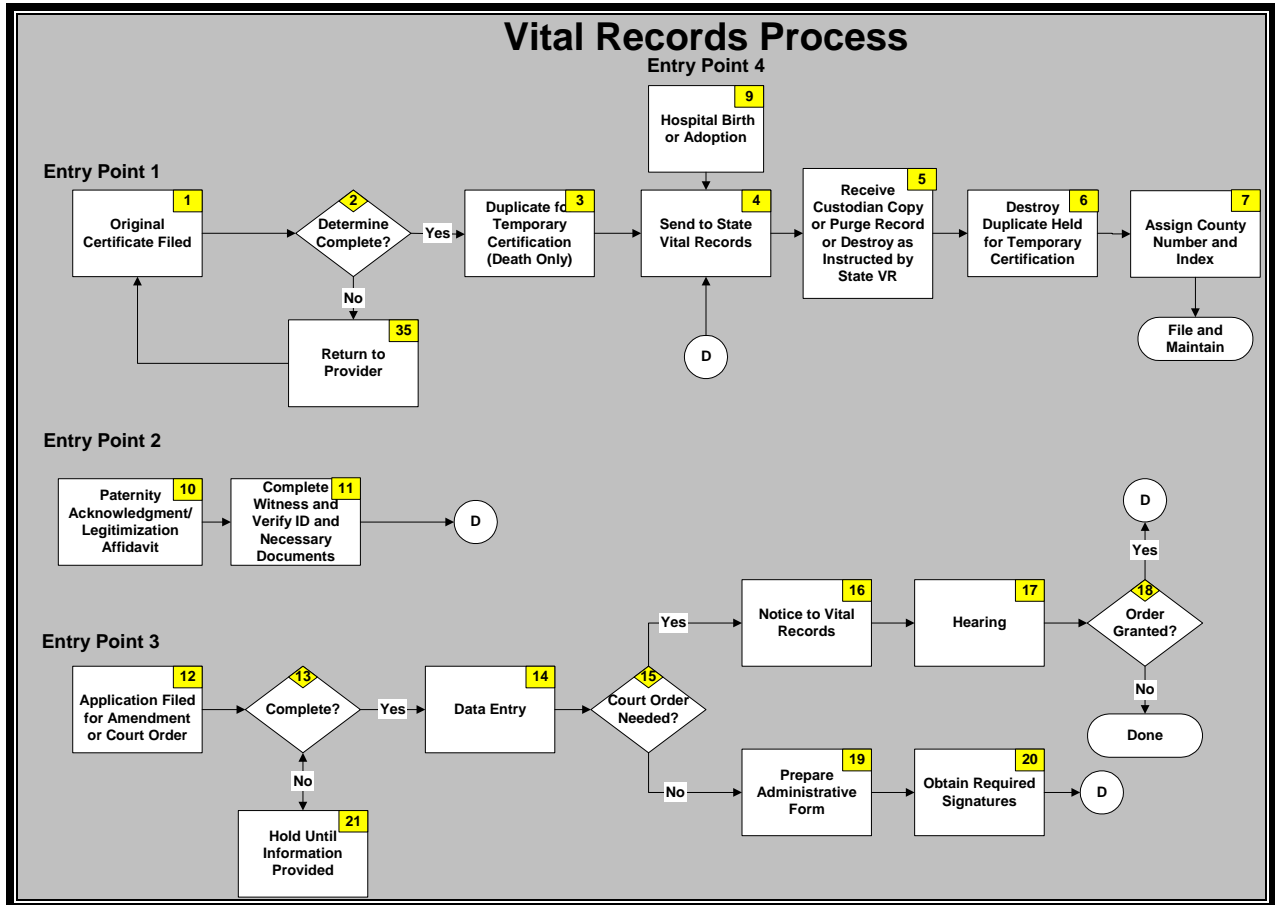 Vital Records Process
Entry Point 4
9
Hospital Birth
or Adoption
Entry Point 1
1
Original
Certificate Filed
2
Determine
Complete?
Yes
No
35
Return to
Provider
3
Duplicate for
Temporary
Certification
(Death Only)
4
Send to State
Vital Records
D
5
Receive
Custodian Copy
or Purge Record
or Destroy as
Instructed by
State VR
6
Destroy
Duplicate Held
for Temporary
Certification
7
Assign County
Number and
Index
File and
Maintain
Entry Point 2
10
Paternity
Acknowledgment/
Legitimization
Affidavit
11
Complete
Witness and
Verify ID and
Necessary
Documents
D
Entry Point 3
12
Application Filed
for Amendment
or Court Order
13
Complete?
Yes
No
21
Hold Until
Information
Provided
14
Data Entry
15
Court Order
Needed?
Yes
16
Notice to Vital
Records
17
Hearing
18
Order
Granted?
Yes
D
No
Done
No
19
Prepare
Administrative
Form
20
Obtain Required
Signatures
D